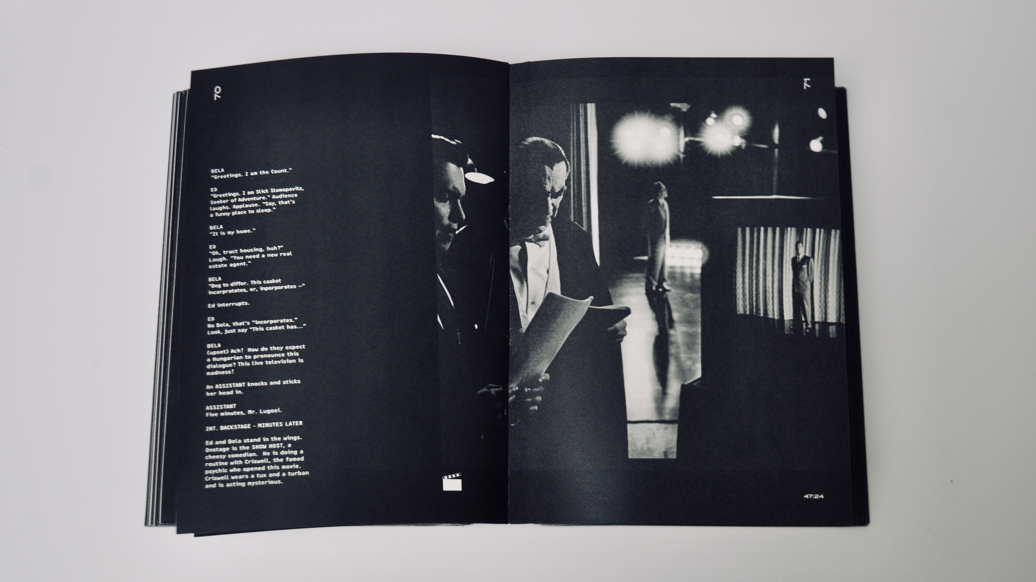 70
BELA
"Greetings. I am the Count."
ED
"Greetings. I am Slick Slomopavitz,
Seeker of Adventure." Audience
laughs. Applause. "Say, that's
a funny place to sleep."
BELA
"It is my home."
ED
"Oh, tract housing, huh?"
Laugh. "You need a new real
estate agent."
BELA
"Beg to differ. This casket
incorpratates, or, inporporates —"
Ed interrupts.
ED
No Bela, that's "incorporates."
Look, just say "This casket has..."
BELA
(upset) Ach! How do they expect
a Hungarian to pronounce this
dialogue? This live television is
madness!
An ASSISTANT knocks and sticks
her head in.
ASSISTANT
Five minutes, Mr. Lugosi.
INT. BACKSTAGE - MINUTES LATER
Ed and Bela stand in the wings.
Onstage is the SHOW HOST, a
cheesy comedian. He is doing a
routine with Criswell, the famed
psychic who opened this movie.
Criswell wears a tux and a turban
and is acting mysterious.
71
47:24